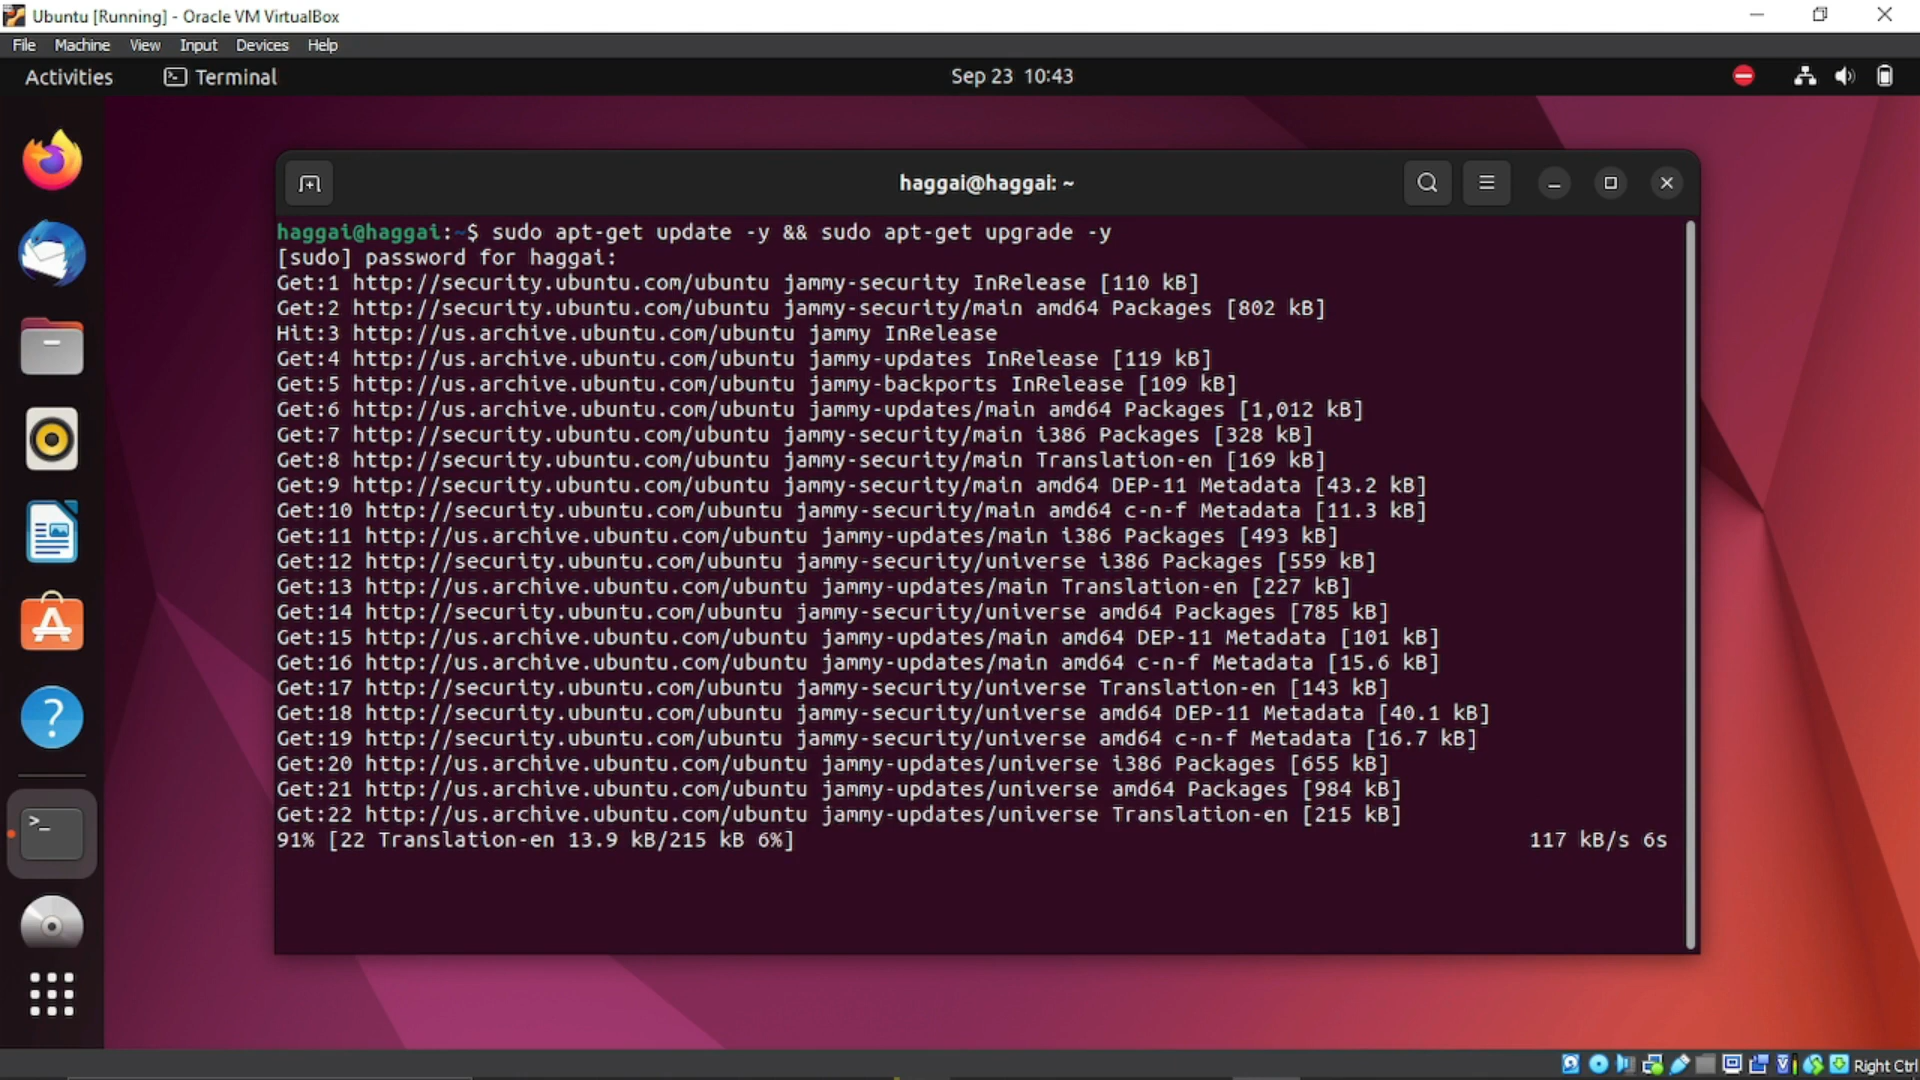 Ubuntu [Running] - Oracle VM VirtualBox
File Machine View Input Devices Help
Activities Terminal Sep 23 10:43
haggai@haggai: ~
haggai@haggai:~$ sudo apt-get update -y && sudo apt-get upgrade -y
[sudo] password for haggai:
Get:1 http://security.ubuntu.com/ubuntu jammy-security InRelease [110 kB]
Get:2 http://security.ubuntu.com/ubuntu jammy-security/main amd64 Packages [802 kB]
Hit:3 http://us.archive.ubuntu.com/ubuntu jammy InRelease
Get:4 http://us.archive.ubuntu.com/ubuntu jammy-updates InRelease [119 kB]
Get:5 http://us.archive.ubuntu.com/ubuntu jammy-backports InRelease [109 kB]
Get:6 http://us.archive.ubuntu.com/ubuntu jammy-updates/main amd64 Packages [1,012 kB]
Get:7 http://security.ubuntu.com/ubuntu jammy-security/main i386 Packages [328 kB]
Get:8 http://security.ubuntu.com/ubuntu jammy-security/main Translation-en [169 kB]
Get:9 http://security.ubuntu.com/ubuntu jammy-security/main amd64 DEP-11 Metadata [43.2 kB]
Get:10 http://security.ubuntu.com/ubuntu jammy-security/main amd64 c-n-f Metadata [11.3 kB]
Get:11 http://us.archive.ubuntu.com/ubuntu jammy-updates/main i386 Packages [493 kB]
Get:12 http://security.ubuntu.com/ubuntu jammy-security/universe i386 Packages [559 kB]
Get:13 http://us.archive.ubuntu.com/ubuntu jammy-updates/main Translation-en [227 kB]
Get:14 http://security.ubuntu.com/ubuntu jammy-security/universe amd64 Packages [785 kB]
Get:15 http://us.archive.ubuntu.com/ubuntu jammy-updates/main amd64 DEP-11 Metadata [101 kB]
Get:16 http://us.archive.ubuntu.com/ubuntu jammy-updates/main amd64 c-n-f Metadata [15.6 kB]
Get:17 http://security.ubuntu.com/ubuntu jammy-security/universe Translation-en [143 kB]
Get:18 http://security.ubuntu.com/ubuntu jammy-security/universe amd64 DEP-11 Metadata [40.1 kB]
Get:19 http://security.ubuntu.com/ubuntu jammy-security/universe amd64 c-n-f Metadata [16.7 kB]
Get:20 http://us.archive.ubuntu.com/ubuntu jammy-updates/universe i386 Packages [655 kB]
Get:21 http://us.archive.ubuntu.com/ubuntu jammy-updates/universe amd64 Packages [984 kB]
Get:22 http://us.archive.ubuntu.com/ubuntu jammy-updates/universe Translation-en [215 kB]
91% [22 Translation-en 13.9 kB/215 kB 6%] 117 kB/s 6s
Right Ctrl